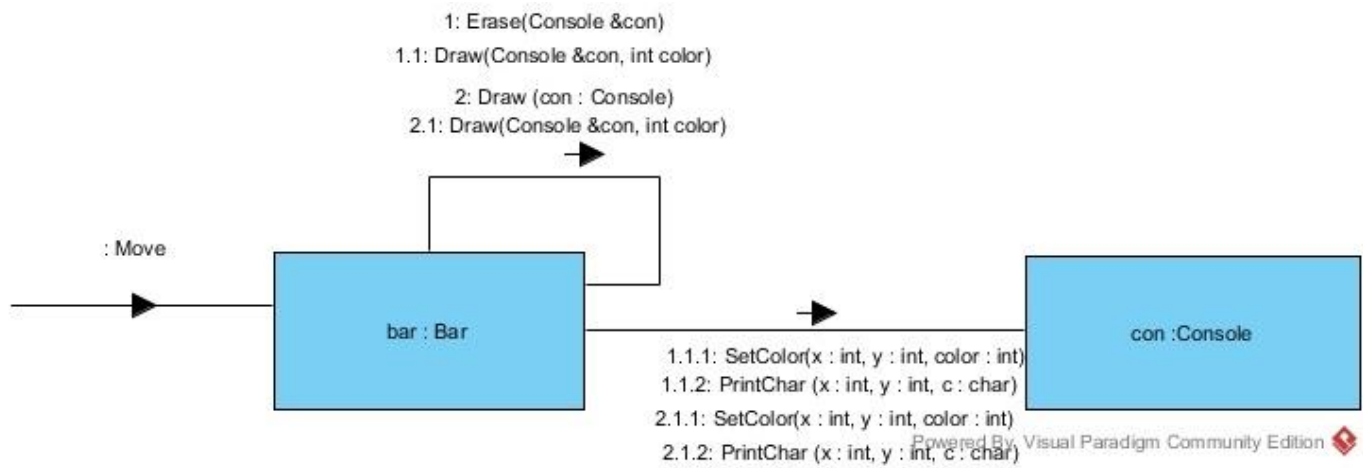 1: Erase(Console &con)
1.1: Draw(Console &con, int color)
2: Draw (con : Console)
2.1: Draw(Console &con, int color)
: Move
bar : Bar
con :Console
1.1.1: SetColor(x : int, y : int, color : int)
1.1.2: PrintChar (x : int, y : int, c : char)
2.1.1: SetColor(x : int, y : int, color : int)
2.1.2: PrintChar (x : int, y : int, c : char)
Powered By Visual Paradigm Community Edition